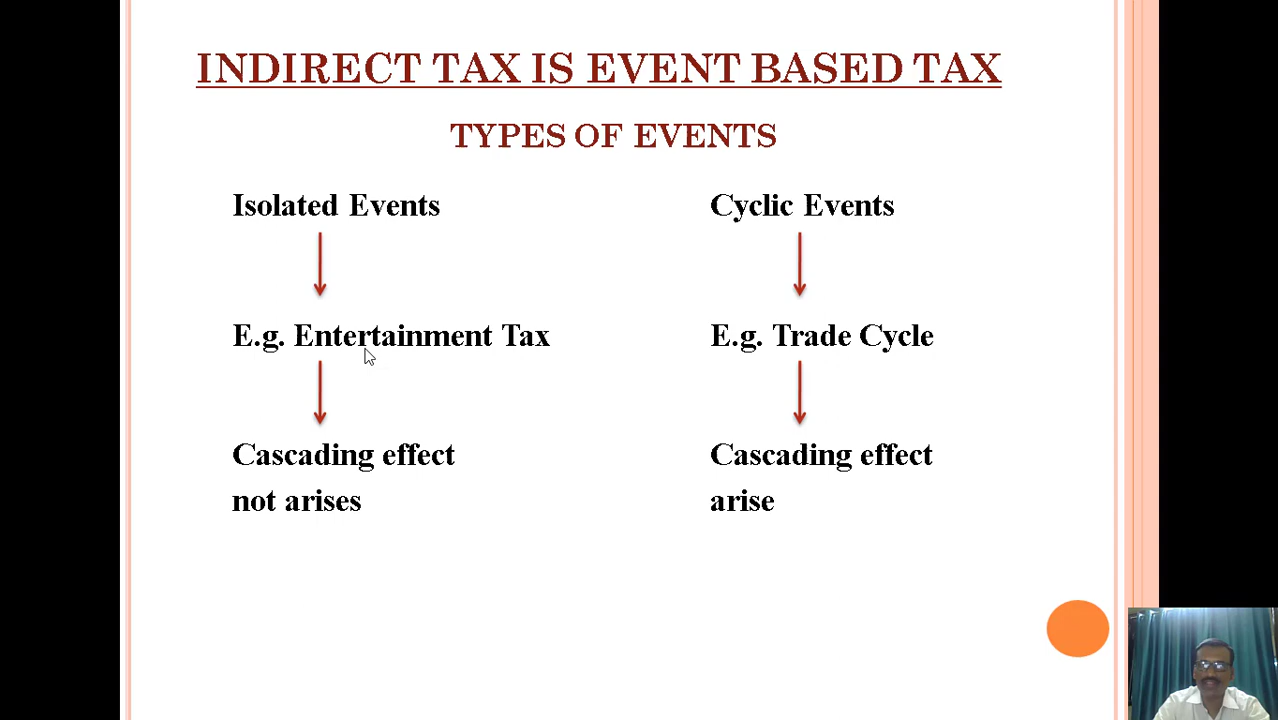 INDIRECT TAX IS EVENT BASED TAX
TYPES OF EVENTS
Isolated Events
E.g. Entertainment Tax
Cascading effect
not arises
Cyclic Events
E.g. Trade Cycle
Cascading effect
arise